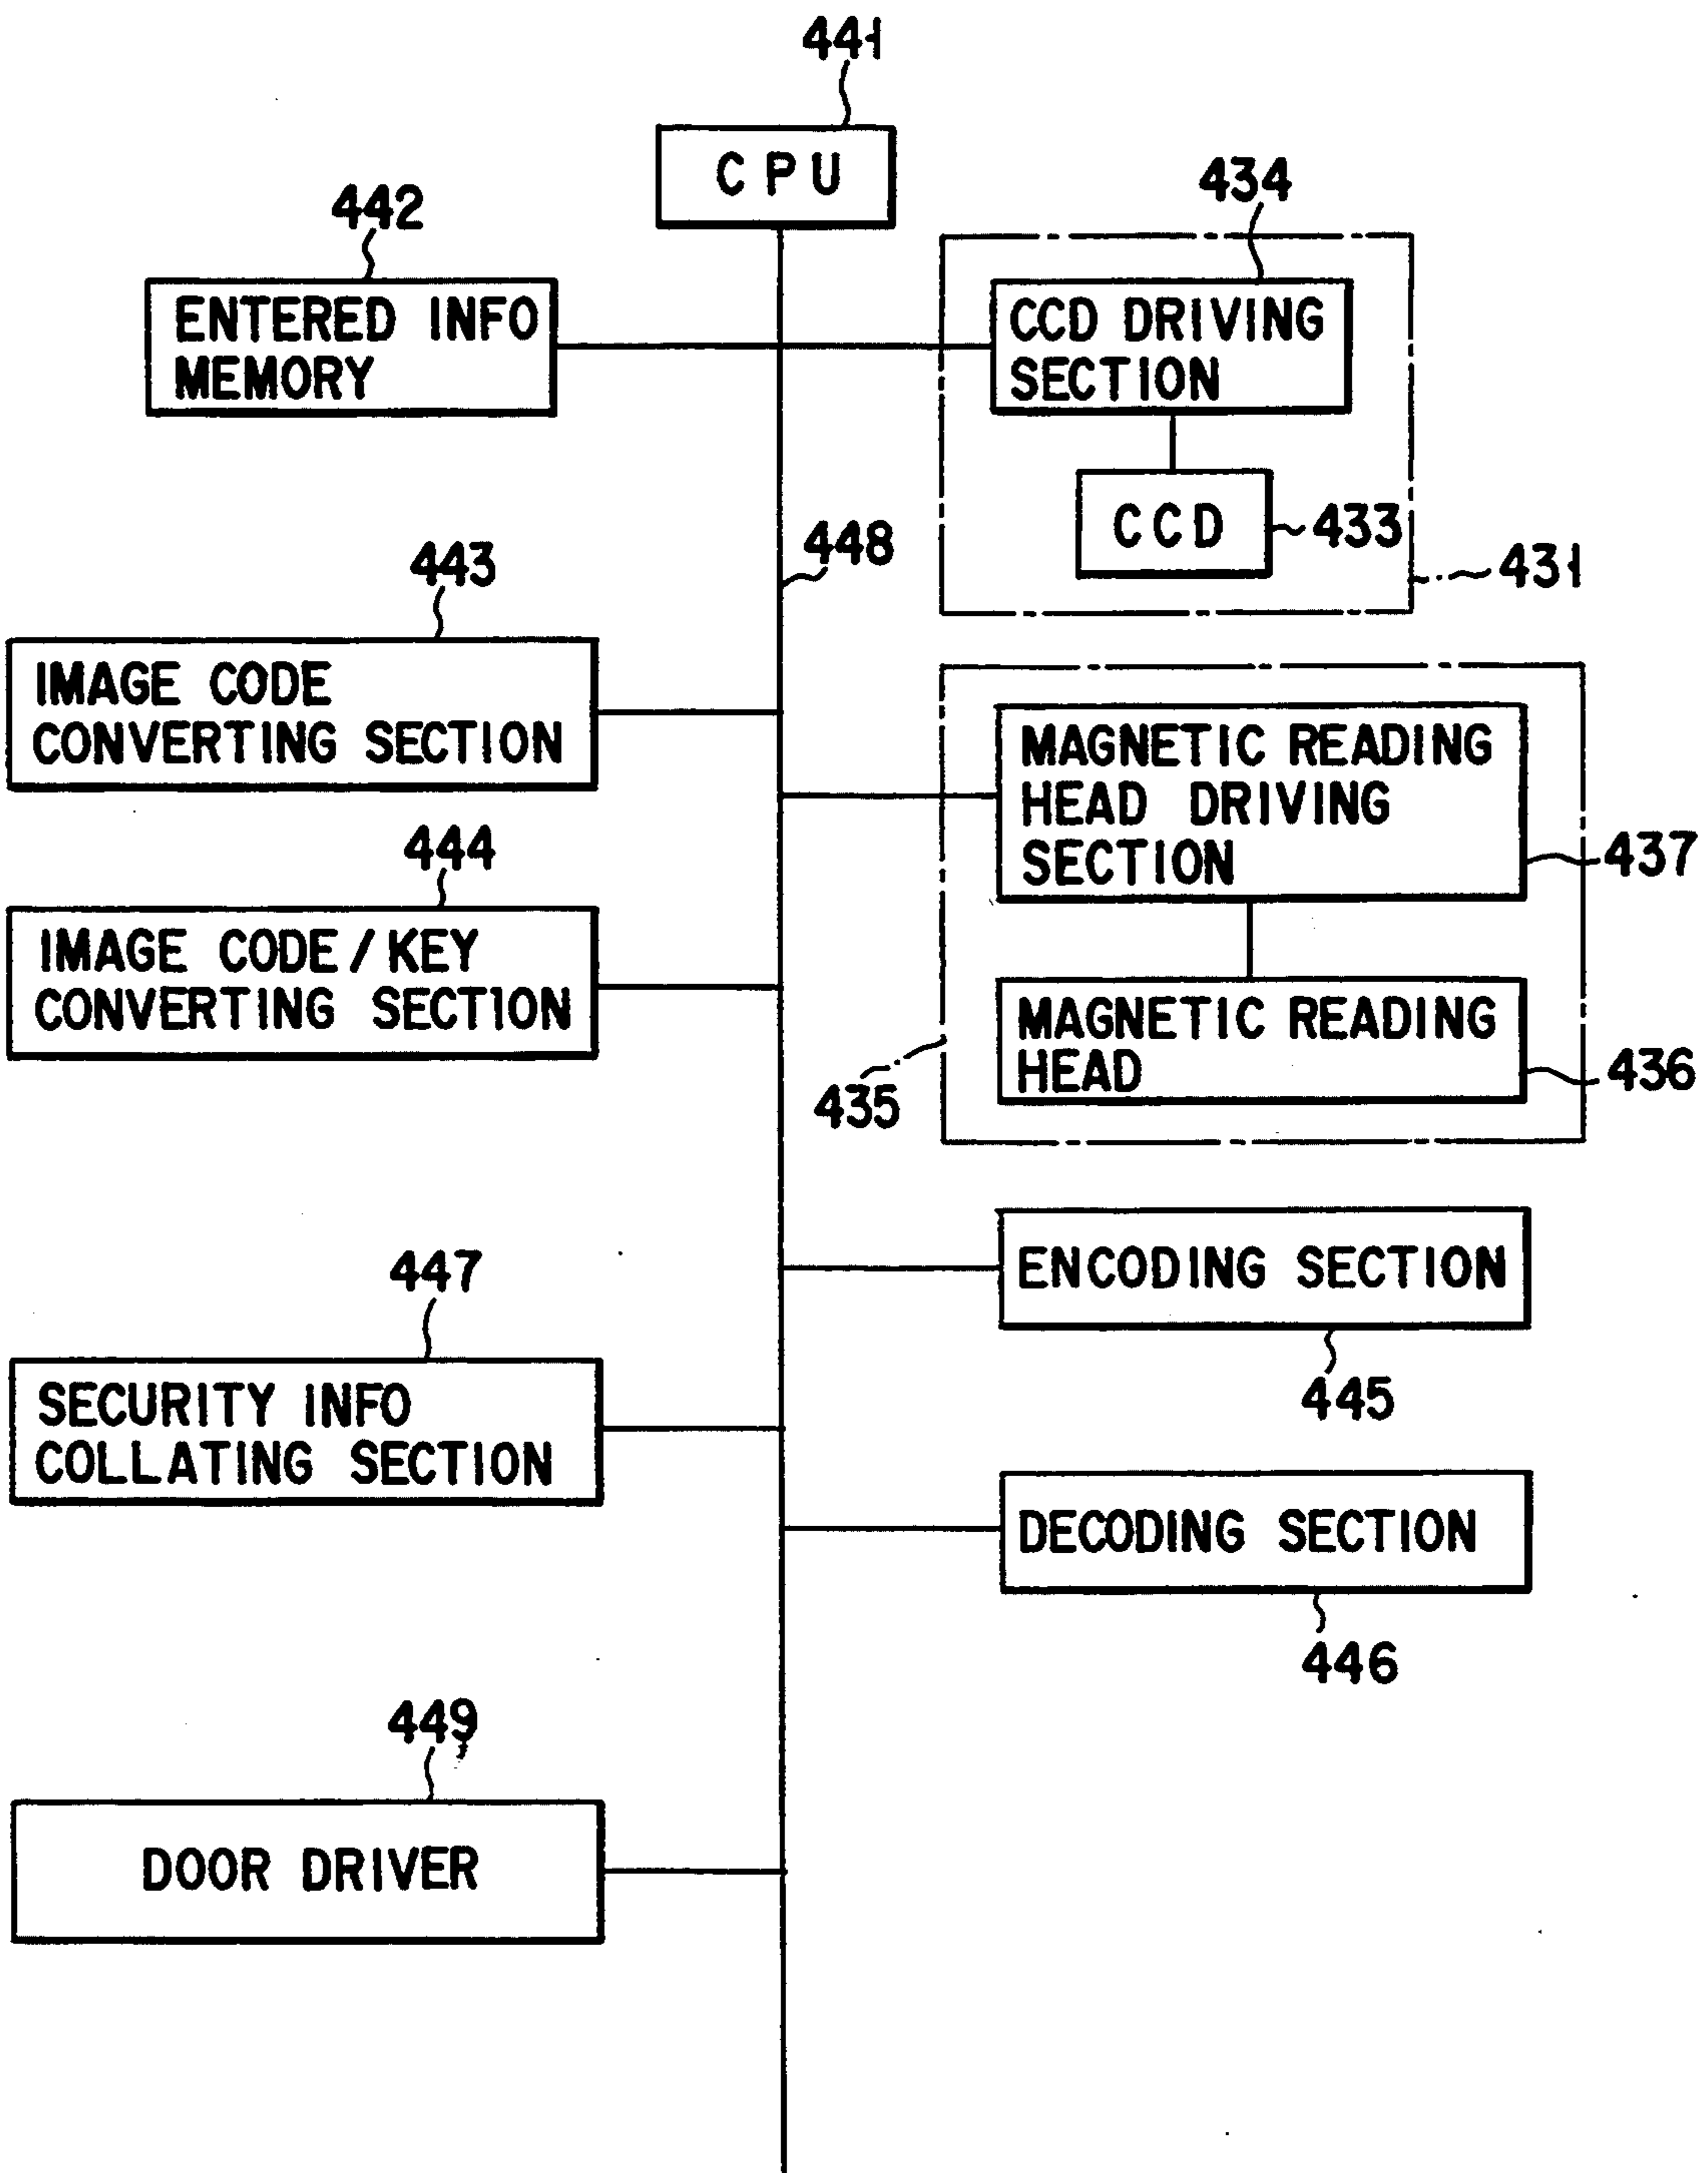 441
CPU
442
ENTERED INFO
MEMORY
434
CCD DRIVING
SECTION
CCD
433
431
448
443
IMAGE CODE
CONVERTING SECTION
MAGNETIC READING
HEAD DRIVING
SECTION
437
444
IMAGE CODE/KEY
CONVERTING SECTION
MAGNETIC READING
HEAD
436
435
ENCODING SECTION
445
447
SECURITY INFO
COLLATING SECTION
DECODING SECTION
446
449
DOOR DRIVER